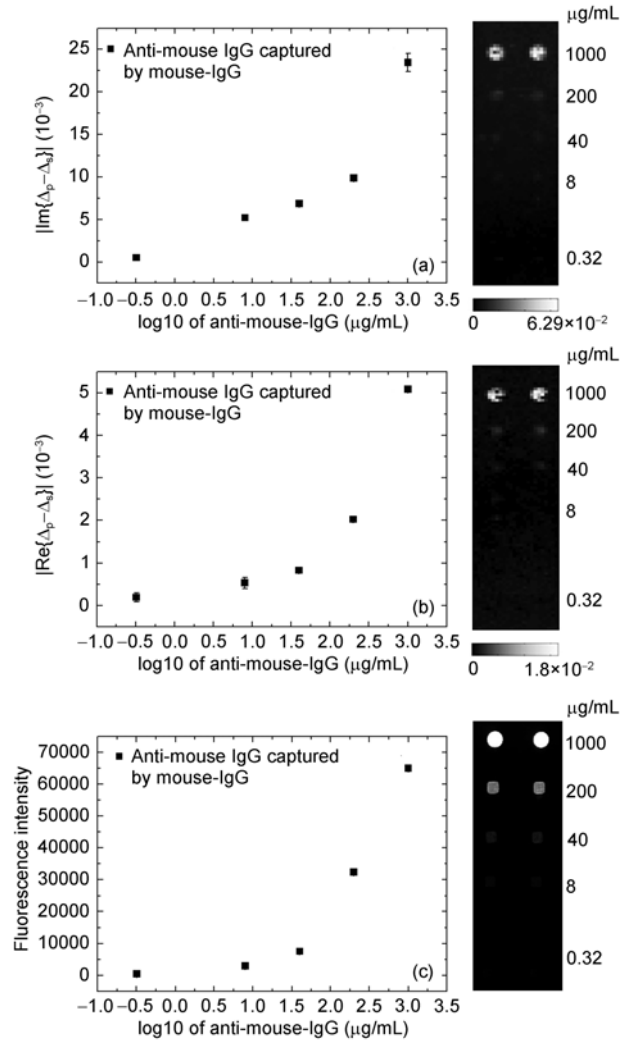 25
20
15
10
5
0
|Im{Δp−Δs}| (10−3)
Anti-mouse IgG captured
by mouse-IgG
(a)
−1.0 −0.5 0.0 0.5 1.0 1.5 2.0 2.5 3.0 3.5
log10 of anti-mouse-IgG (μg/mL)
μg/mL
1000
200
40
8
0.32
0 6.29×10−2
5
4
3
2
1
0
|Re{Δp−Δs}| (10−3)
Anti-mouse IgG captured
by mouse-IgG
(b)
−1.0 −0.5 0.0 0.5 1.0 1.5 2.0 2.5 3.0 3.5
log10 of anti-mouse-IgG (μg/mL)
μg/mL
1000
200
40
8
0.32
0 1.8×10−2
70000
60000
50000
40000
30000
20000
10000
0
Fluorescence intensity
Anti-mouse IgG captured
by mouse-IgG
(c)
−1.0 −0.5 0.0 0.5 1.0 1.5 2.0 2.5 3.0 3.5
log10 of anti-mouse-IgG (μg/mL)
μg/mL
1000
200
40
8
0.32